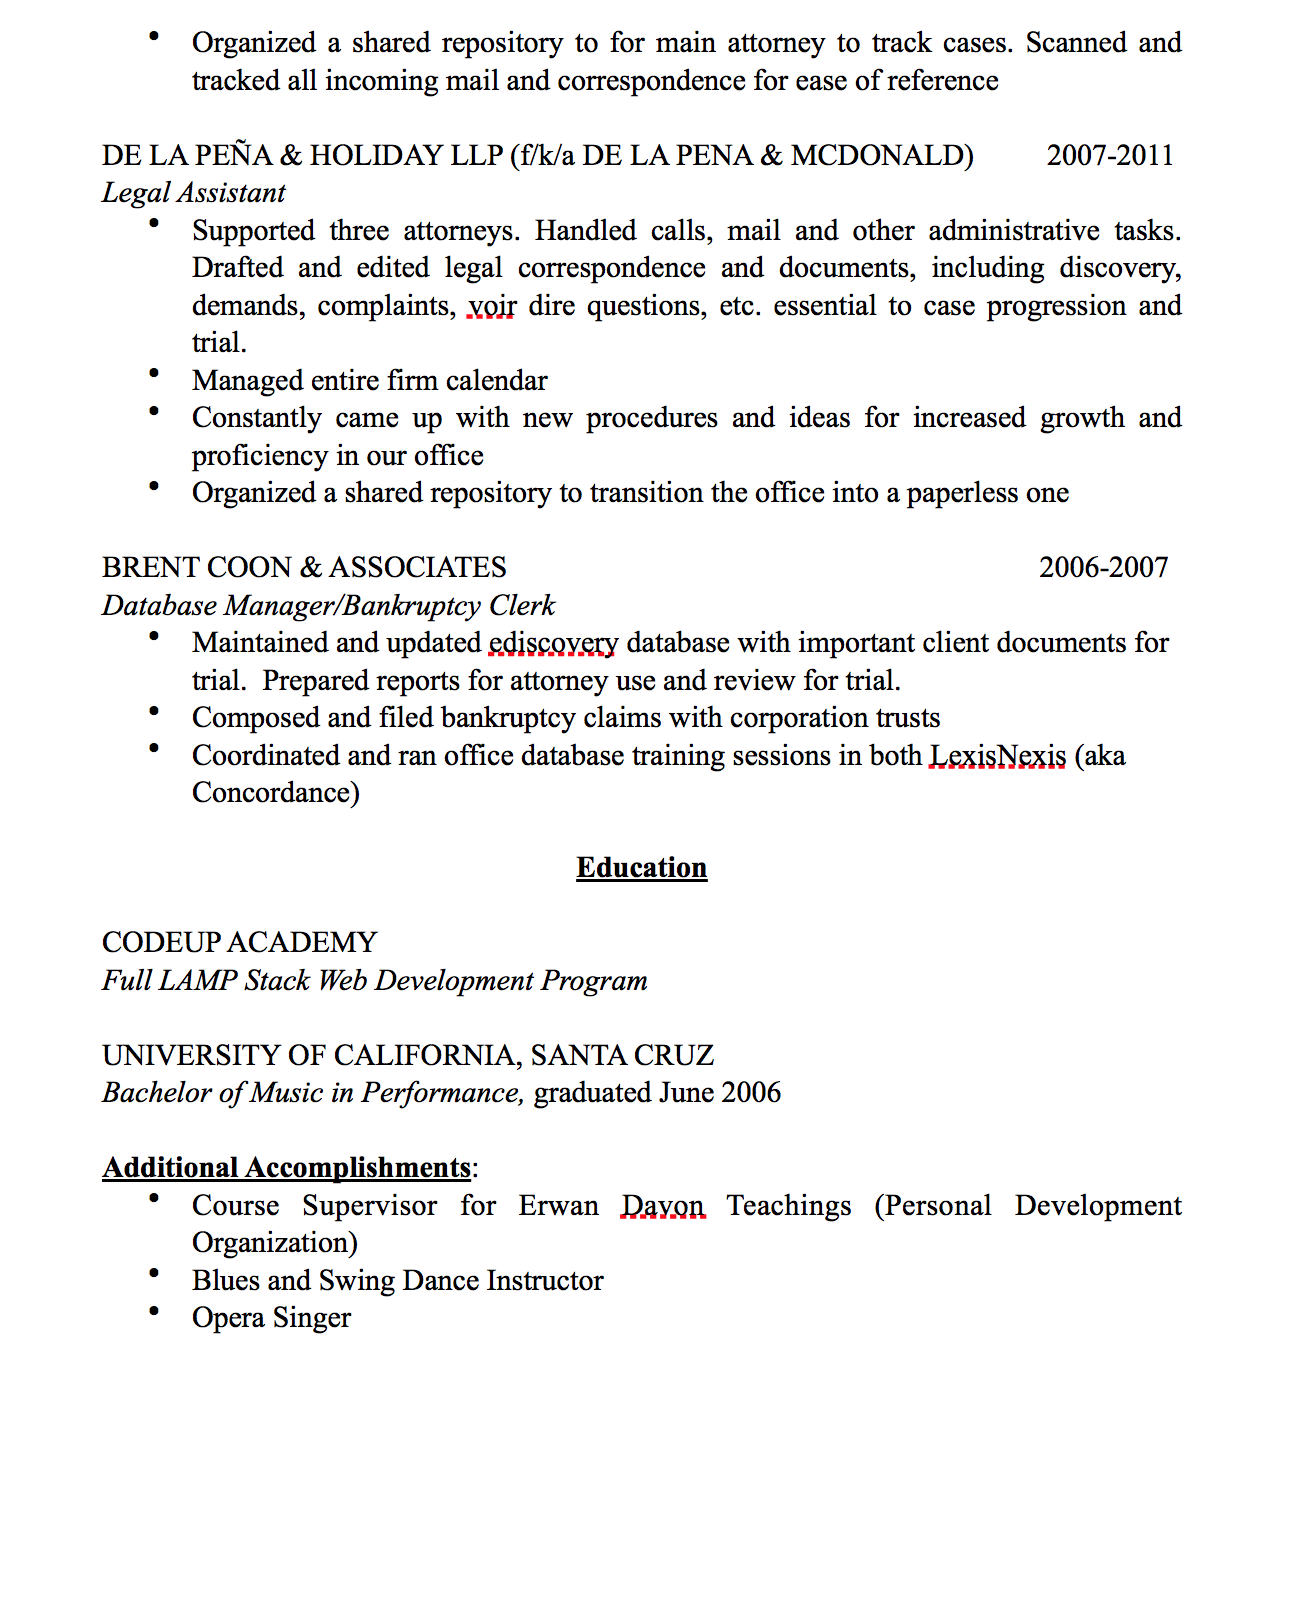 • Organized a shared repository to for main attorney to track cases. Scanned and
tracked all incoming mail and correspondence for ease of reference
DE LA PEÑA & HOLIDAY LLP (f/k/a DE LA PENA & MCDONALD) 2007-2011
Legal Assistant
• Supported three attorneys. Handled calls, mail and other administrative tasks.
Drafted and edited legal correspondence and documents, including discovery,
demands, complaints, voir dire questions, etc. essential to case progression and
trial.
• Managed entire firm calendar
• Constantly came up with new procedures and ideas for increased growth and
proficiency in our office
• Organized a shared repository to transition the office into a paperless one
BRENT COON & ASSOCIATES 2006-2007
Database Manager/Bankruptcy Clerk
• Maintained and updated ediscovery database with important client documents for
trial.  Prepared reports for attorney use and review for trial.
• Composed and filed bankruptcy claims with corporation trusts
• Coordinated and ran office database training sessions in both LexisNexis (aka
Concordance)
Education
CODEUP ACADEMY
Full LAMP Stack Web Development Program
UNIVERSITY OF CALIFORNIA, SANTA CRUZ
Bachelor of Music in Performance, graduated June 2006
Additional Accomplishments:
• Course Supervisor for Erwan Davon Teachings (Personal Development
Organization)
• Blues and Swing Dance Instructor
• Opera Singer